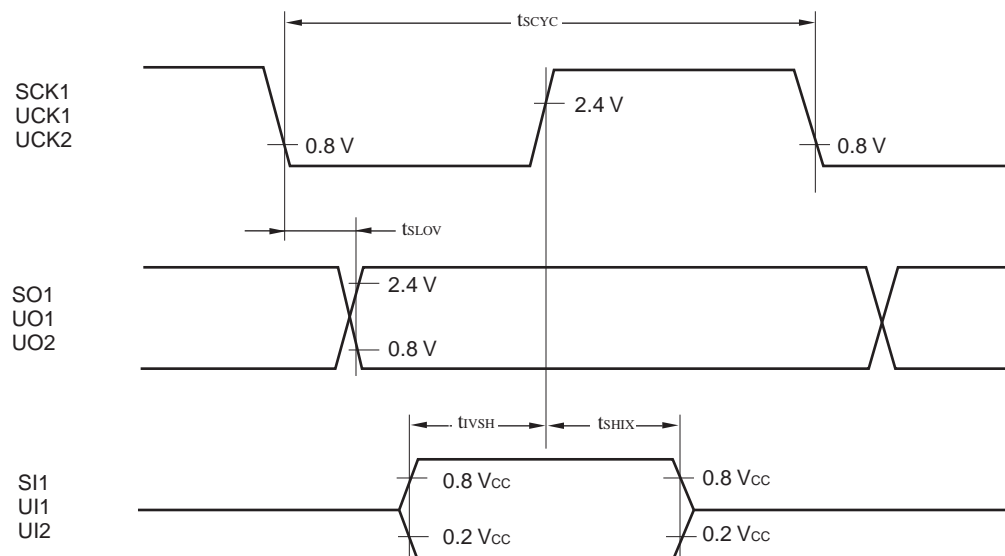 tSCYC
SCK1
UCK1
UCK2
2.4 V
0.8 V
0.8 V
tSLOV
SO1
UO1
UO2
2.4 V
0.8 V
tIVSH
tSHIX
SI1
UI1
UI2
0.8 VCC
0.8 VCC
0.2 VCC
0.2 VCC